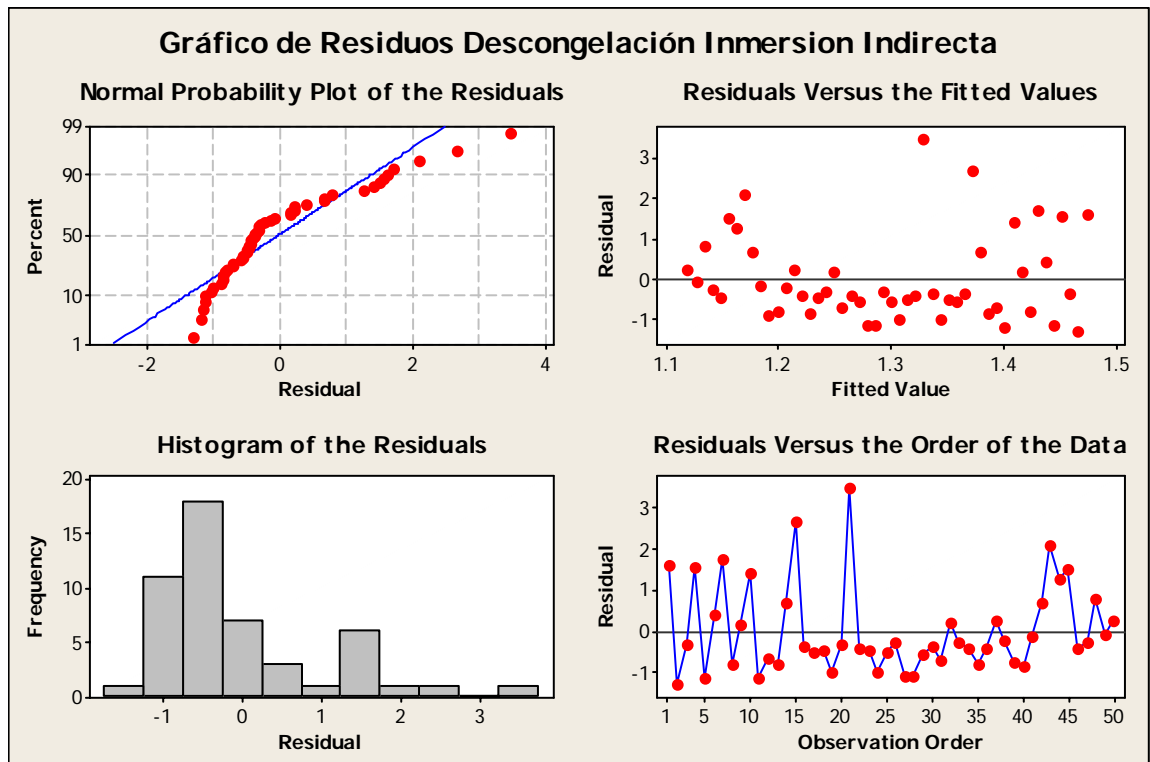 Gráfico de Residuos Descongelación Inmersion Indirecta
Normal Probability Plot of the Residuals
99
90
50
10
1
Percent
-2 0 2 4
Residual
Residuals Versus the Fitted Values
3
2
1
0
-1
Residual
1.1 1.2 1.3 1.4 1.5
Fitted Value
Histogram of the Residuals
20
15
10
5
0
Frequency
-1 0 1 2 3
Residual
Residuals Versus the Order of the Data
3
2
1
0
-1
Residual
1 5 10 15 20 25 30 35 40 45 50
Observation Order